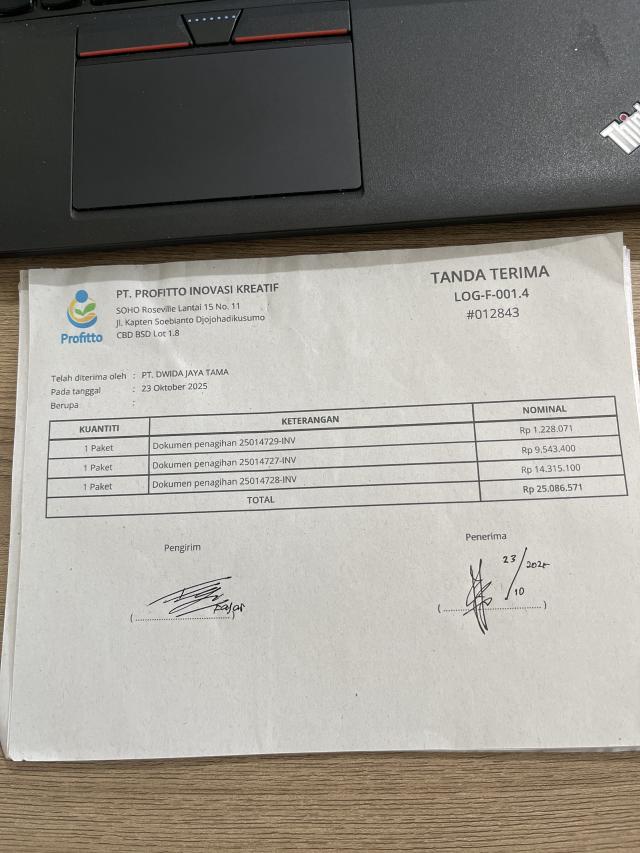 Thin
Profitto
PT. PROFITTO INOVASI KREATIF
SOHO Roseville Lantai 15 No. 11
Jl. Kapten Soebianto Djojohadikusumo
CBD BSD Lot 1.8
TANDA TERIMA
LOG-F-001.4
#012843
Telah diterima oleh : PT. DWIDA JAYA TAMA
Pada tanggal : 23 Oktober 2025
Berupa :
KUANTITI KETERANGAN NOMINAL
1 Paket Dokumen penagihan 25014729-INV Rp 1.228.071
1 Paket Dokumen penagihan 25014727-INV Rp 9.543.400
1 Paket Dokumen penagihan 25014728-INV Rp 14.315.100
TOTAL Rp 25.086.571
Pengirim Penerima
23/10 2025